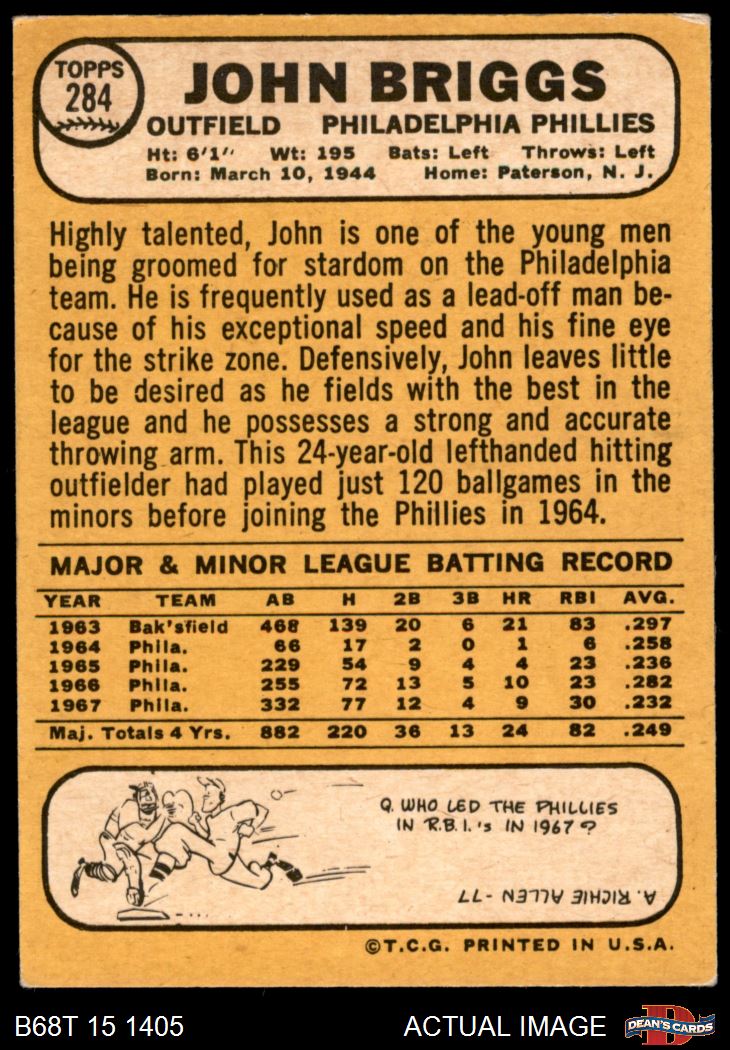 TOPPS
284
JOHN BRIGGS
OUTFIELD PHILADELPHIA PHILLIES
Ht: 6'1" Wt: 195 Bats: Left Throws: Left
Born: March 10, 1944 Home: Paterson, N. J.
Highly talented, John is one of the young men
being groomed for stardom on the Philadelphia
team. He is frequently used as a lead-off man be-
cause of his exceptional speed and his fine eye
for the strike zone. Defensively, John leaves little
to be desired as he fields with the best in the
league and he possesses a strong and accurate
throwing arm. This 24-year-old lefthanded hitting
outfielder had played just 120 ballgames in the
minors before joining the Phillies in 1964.
MAJOR & MINOR LEAGUE BATTING RECORD
YEAR TEAM AB H 2B 3B HR RBI AVG.
1963 Bak'sfield 468 139 20 6 21 83 .297
1964 Phila. 66 17 2 0 1 6 .258
1965 Phila. 229 54 9 4 4 23 .236
1966 Phila. 255 72 13 5 10 23 .282
1967 Phila. 332 77 12 4 9 30 .232
Maj. Totals 4 Yrs. 882 220 36 13 24 82 .249
Q. WHO LED THE PHILLIES
IN R.B.I.'s IN 1967?
A. RICHIE ALLEN - 77
©T.C.G. PRINTED IN U.S.A.
B68T 15 1405 ACTUAL IMAGE
D
DEAN'S CARDS